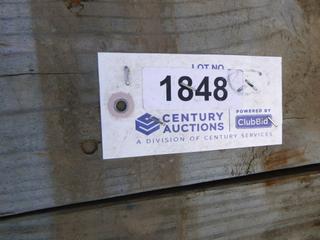 LOT NO.
1848
CENTURY
AUCTIONS
POWERED BY
ClubBid
A DIVISION OF CENTURY SERVICES